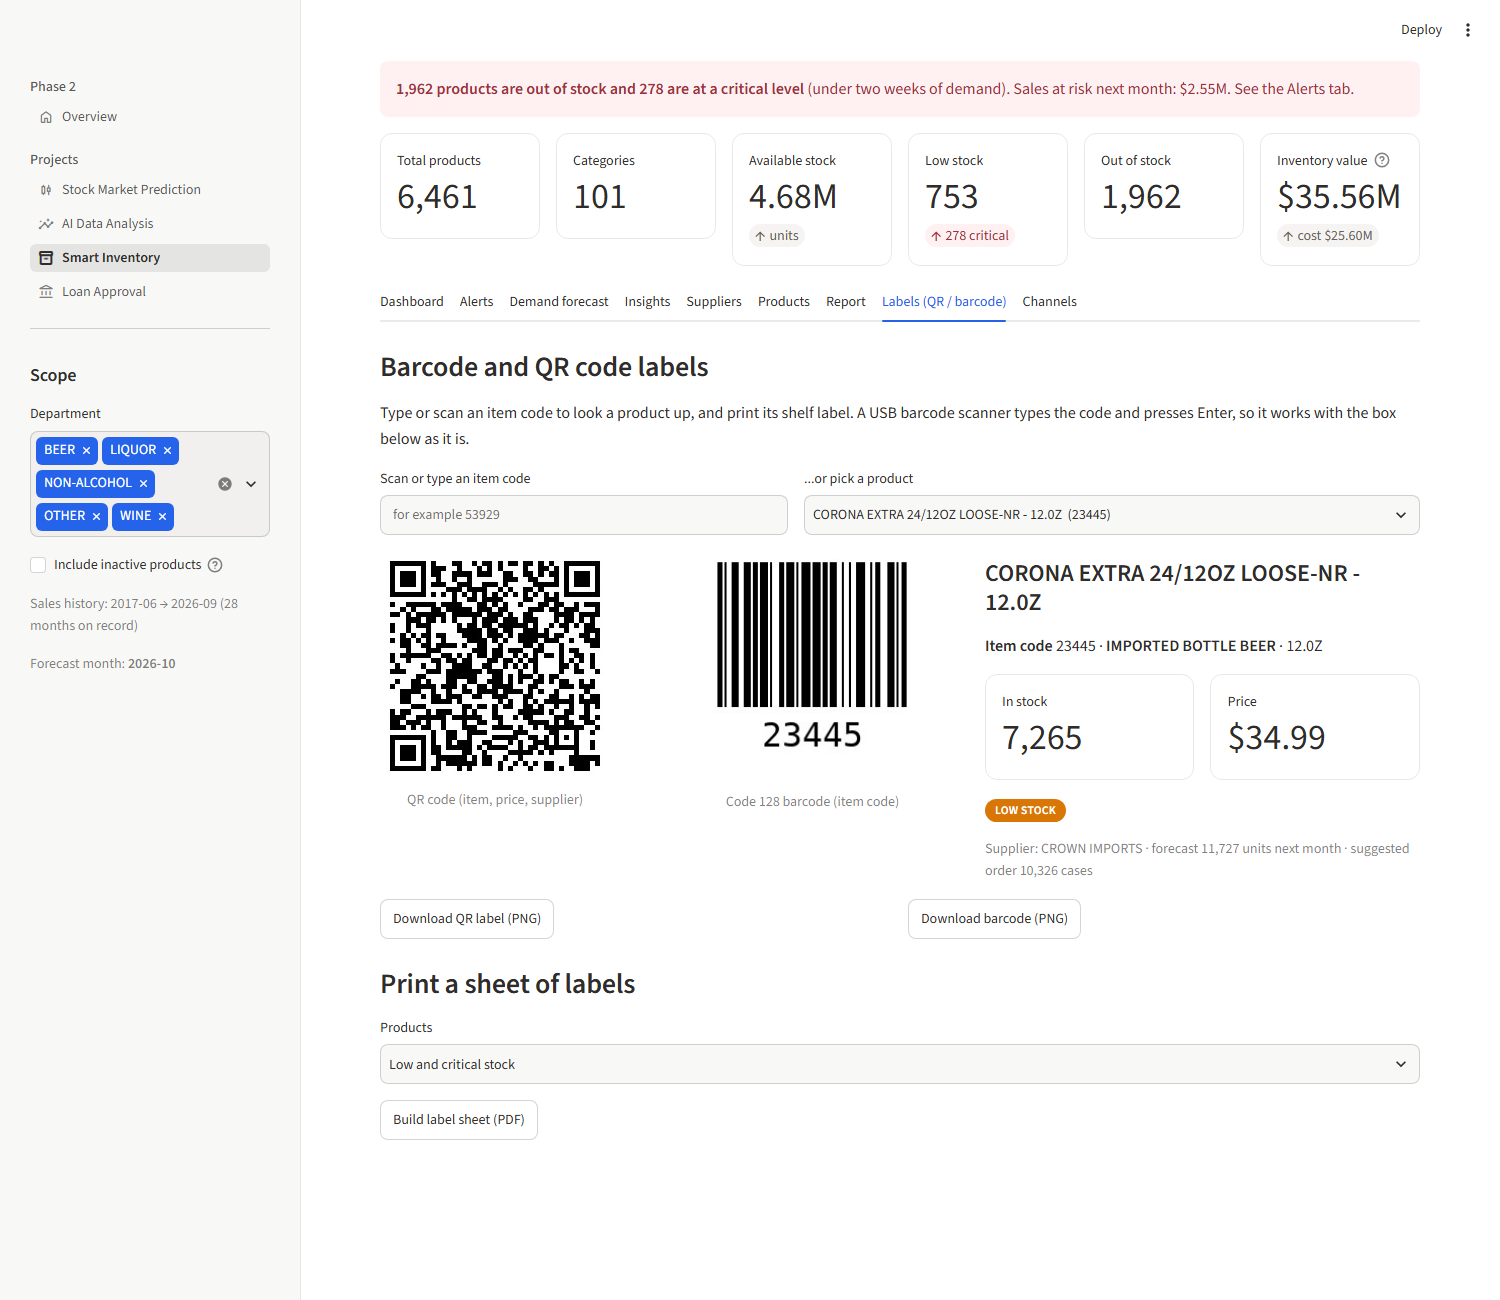 Deploy
Phase 2
Overview
Projects
Stock Market Prediction
AI Data Analysis
Smart Inventory
Loan Approval
Scope
Department
BEER
LIQUOR
NON-ALCOHOL
OTHER
WINE
Include inactive products
Sales history: 2017-06 → 2026-09 (28
months on record)
Forecast month: 2026-10
1,962 products are out of stock and 278 are at a critical level (under two weeks of demand). Sales at risk next month: $2.55M. See the Alerts tab.
Total products
6,461
Categories
101
Available stock
4.68M
↑ units
Low stock
753
↑ 278 critical
Out of stock
1,962
Inventory value
$35.56M
↑ cost $25.60M
Dashboard Alerts Demand forecast Insights Suppliers Products Report Labels (QR / barcode) Channels
Barcode and QR code labels
Type or scan an item code to look a product up, and print its shelf label. A USB barcode scanner types the code and presses Enter, so it works with the box
below as it is.
Scan or type an item code
for example 53929
...or pick a product
CORONA EXTRA 24/12OZ LOOSE-NR - 12.0Z (23445)
QR code (item, price, supplier)
23445
Code 128 barcode (item code)
CORONA EXTRA 24/12OZ LOOSE-NR -
12.0Z
Item code 23445 · IMPORTED BOTTLE BEER · 12.0Z
In stock
7,265
Price
$34.99
LOW STOCK
Supplier: CROWN IMPORTS · forecast 11,727 units next month · suggested
order 10,326 cases
Download QR label (PNG)
Download barcode (PNG)
Print a sheet of labels
Products
Low and critical stock
Build label sheet (PDF)